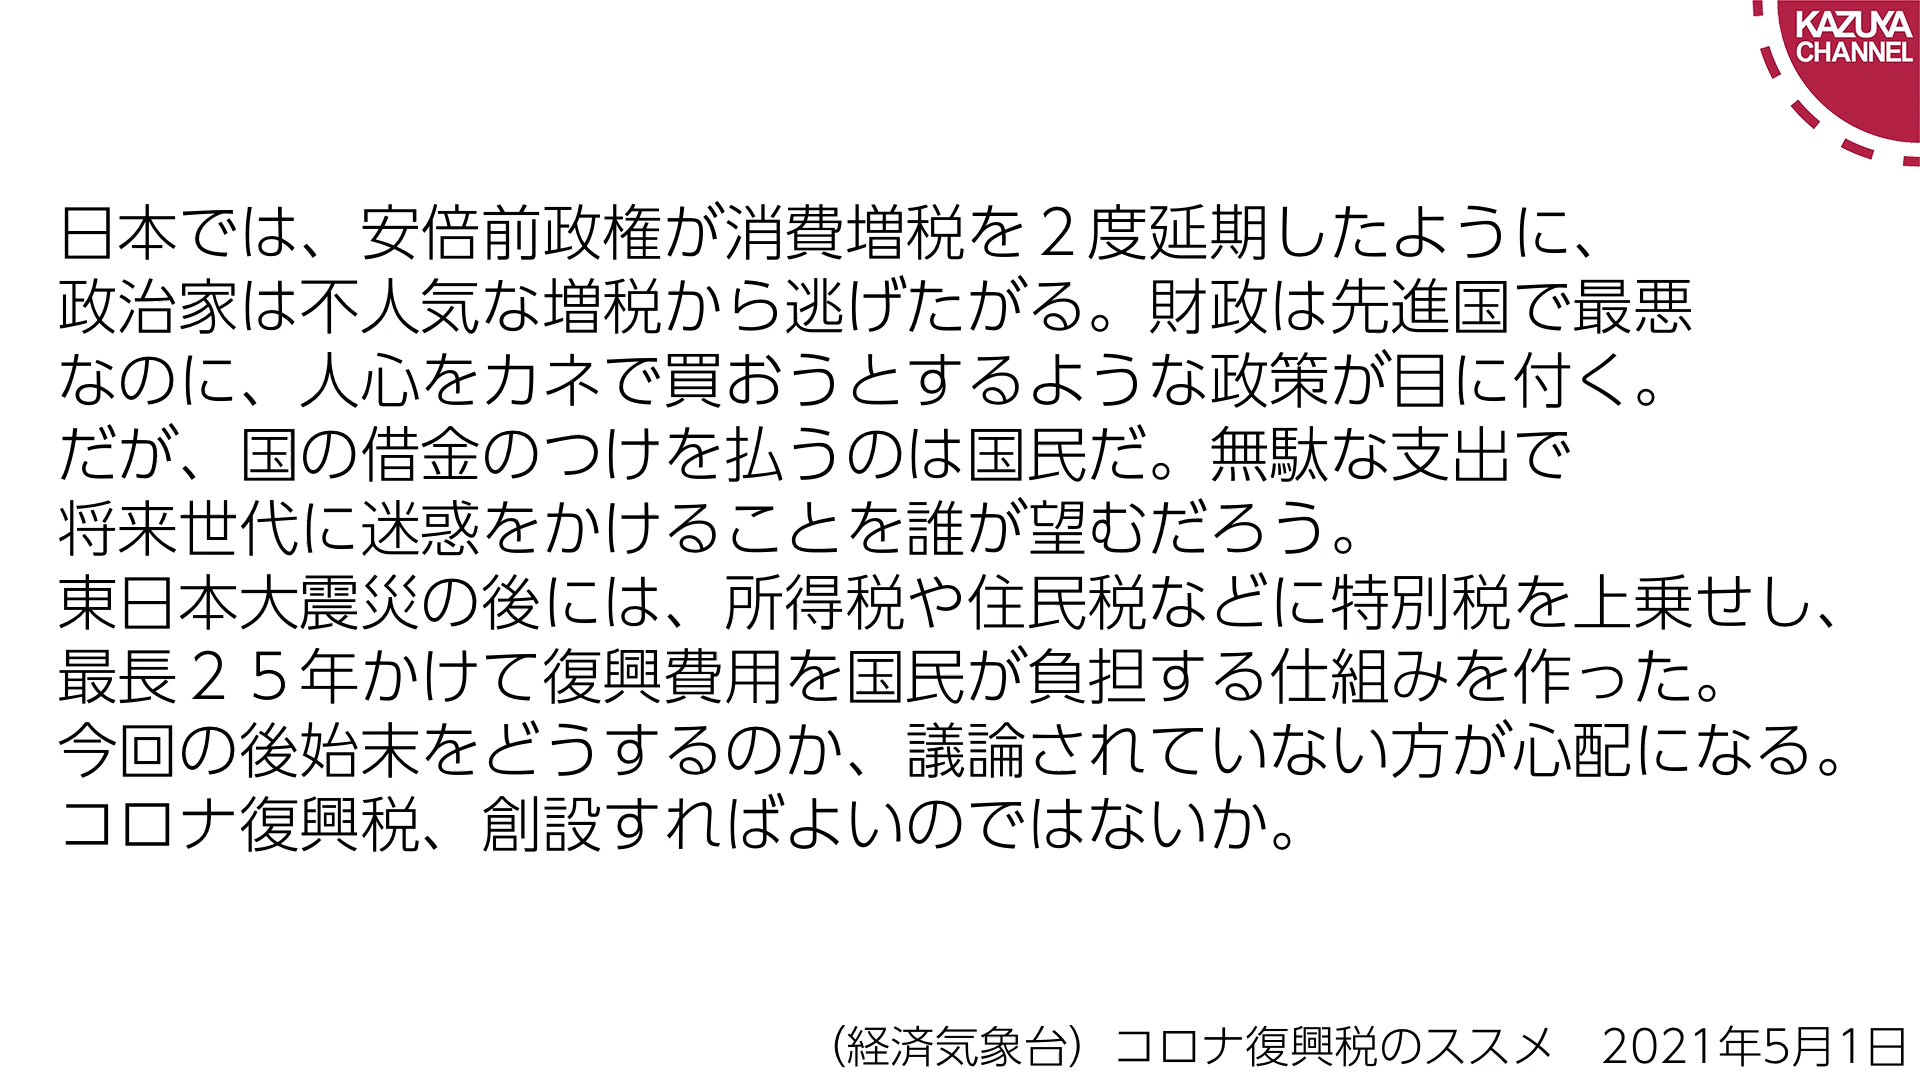 KAZUYA
CHANNEL
日本では、安倍前政権が消費増税を２度延期したように、
政治家は不人気な増税から逃げたがる。財政は先進国で最悪
なのに、人心をカネで買おうとするような政策が目に付く。
だが、国の借金のつけを払うのは国民だ。無駄な支出で
将来世代に迷惑をかけることを誰が望むだろう。
東日本大震災の後には、所得税や住民税などに特別税を上乗せし、
最長２５年かけて復興費用を国民が負担する仕組みを作った。
今回の後始末をどうするのか、議論されていない方が心配になる。
コロナ復興税、創設すればよいのではないか。
（経済気象台）コロナ復興税のススメ　2021年5月1日